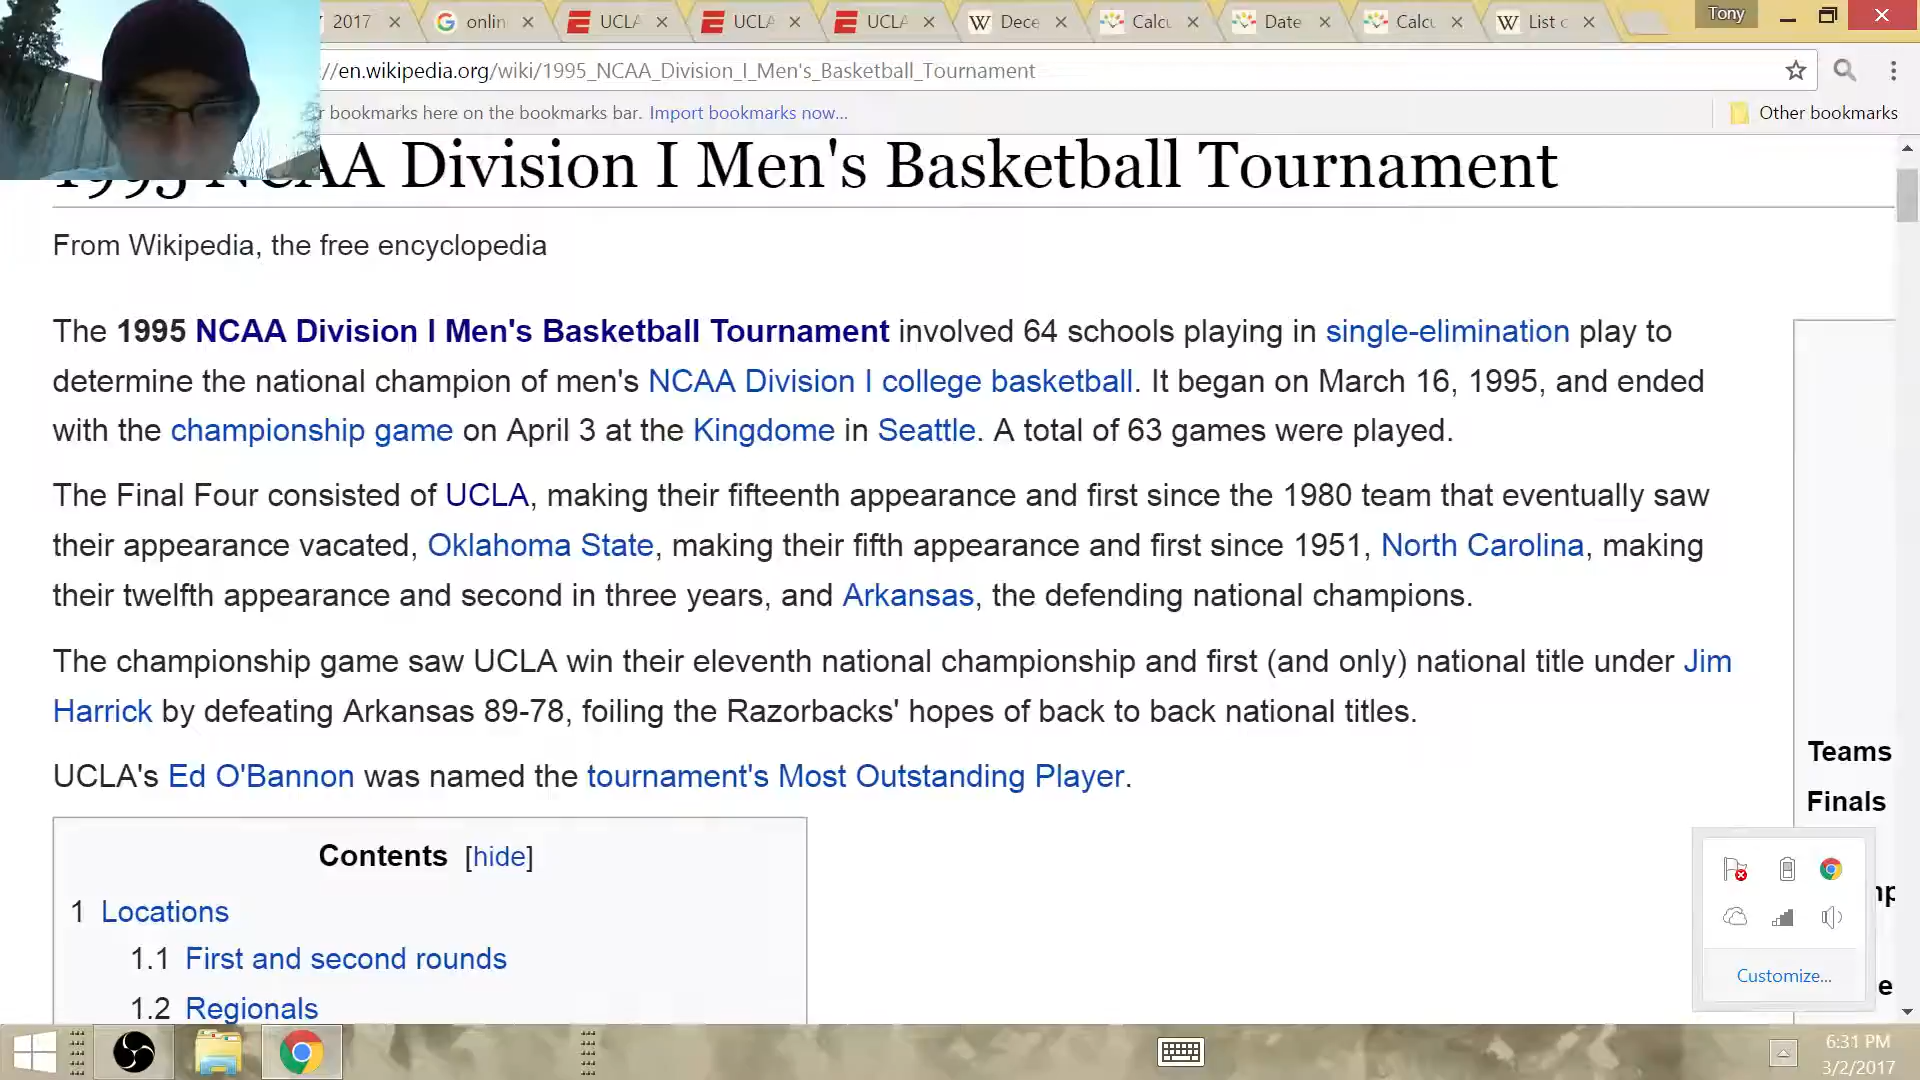 2017
onlin
UCLA
UCLA
UCLA
Dece
Calcu
Date
Calcu
List o
Tony
://en.wikipedia.org/wiki/1995_NCAA_Division_I_Men's_Basketball_Tournament
r bookmarks here on the bookmarks bar. Import bookmarks now...
Other bookmarks
1995 NCAA Division I Men's Basketball Tournament
From Wikipedia, the free encyclopedia
The 1995 NCAA Division I Men's Basketball Tournament involved 64 schools playing in single-elimination play to
determine the national champion of men's NCAA Division I college basketball. It began on March 16, 1995, and ended
with the championship game on April 3 at the Kingdome in Seattle. A total of 63 games were played.
The Final Four consisted of UCLA, making their fifteenth appearance and first since the 1980 team that eventually saw
their appearance vacated, Oklahoma State, making their fifth appearance and first since 1951, North Carolina, making
their twelfth appearance and second in three years, and Arkansas, the defending national champions.
The championship game saw UCLA win their eleventh national championship and first (and only) national title under Jim
Harrick by defeating Arkansas 89-78, foiling the Razorbacks' hopes of back to back national titles.
UCLA's Ed O'Bannon was named the tournament's Most Outstanding Player.
Teams
Finals
Contents [hide]
1 Locations
1.1 First and second rounds
1.2 Regionals
Customize...
6:31 PM
3/2/2017